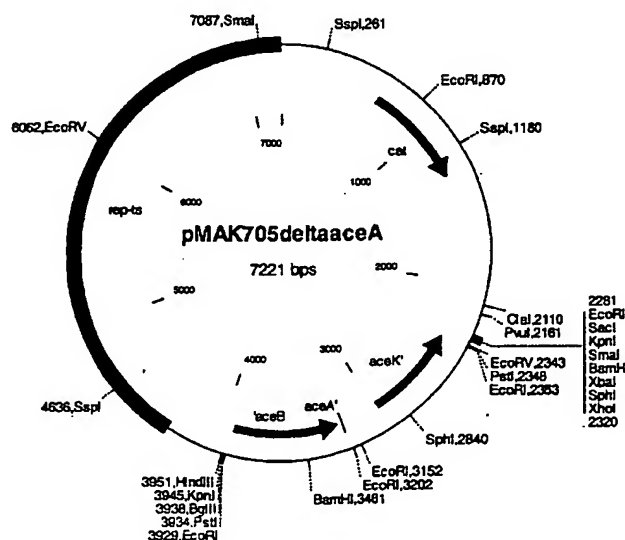 7087,SmaI
SspI,261
EcoRI,870
SspI,1180
6062,EcoRV
cat
7000
1000
rep-ts
6000
pMAK705deltaaceA
7221 bps
2000
5000
ClaI,2110
PvuI,2161
2281
EcoRI
SacI
KpnI
SmaI
BamH
XbaI
SphI
XhoI
2320
EcoRV,2343
PstI,2348
EcoRI,2353
4000
3000
aceK'
'aceB
aceA'
4636,SspI
SphI,2840
EcoRI,3152
EcoRI,3202
BamHI,3461
3951,HindIII
3945,KpnI
3938,BglII
3934,PstI
3929,EcoRI